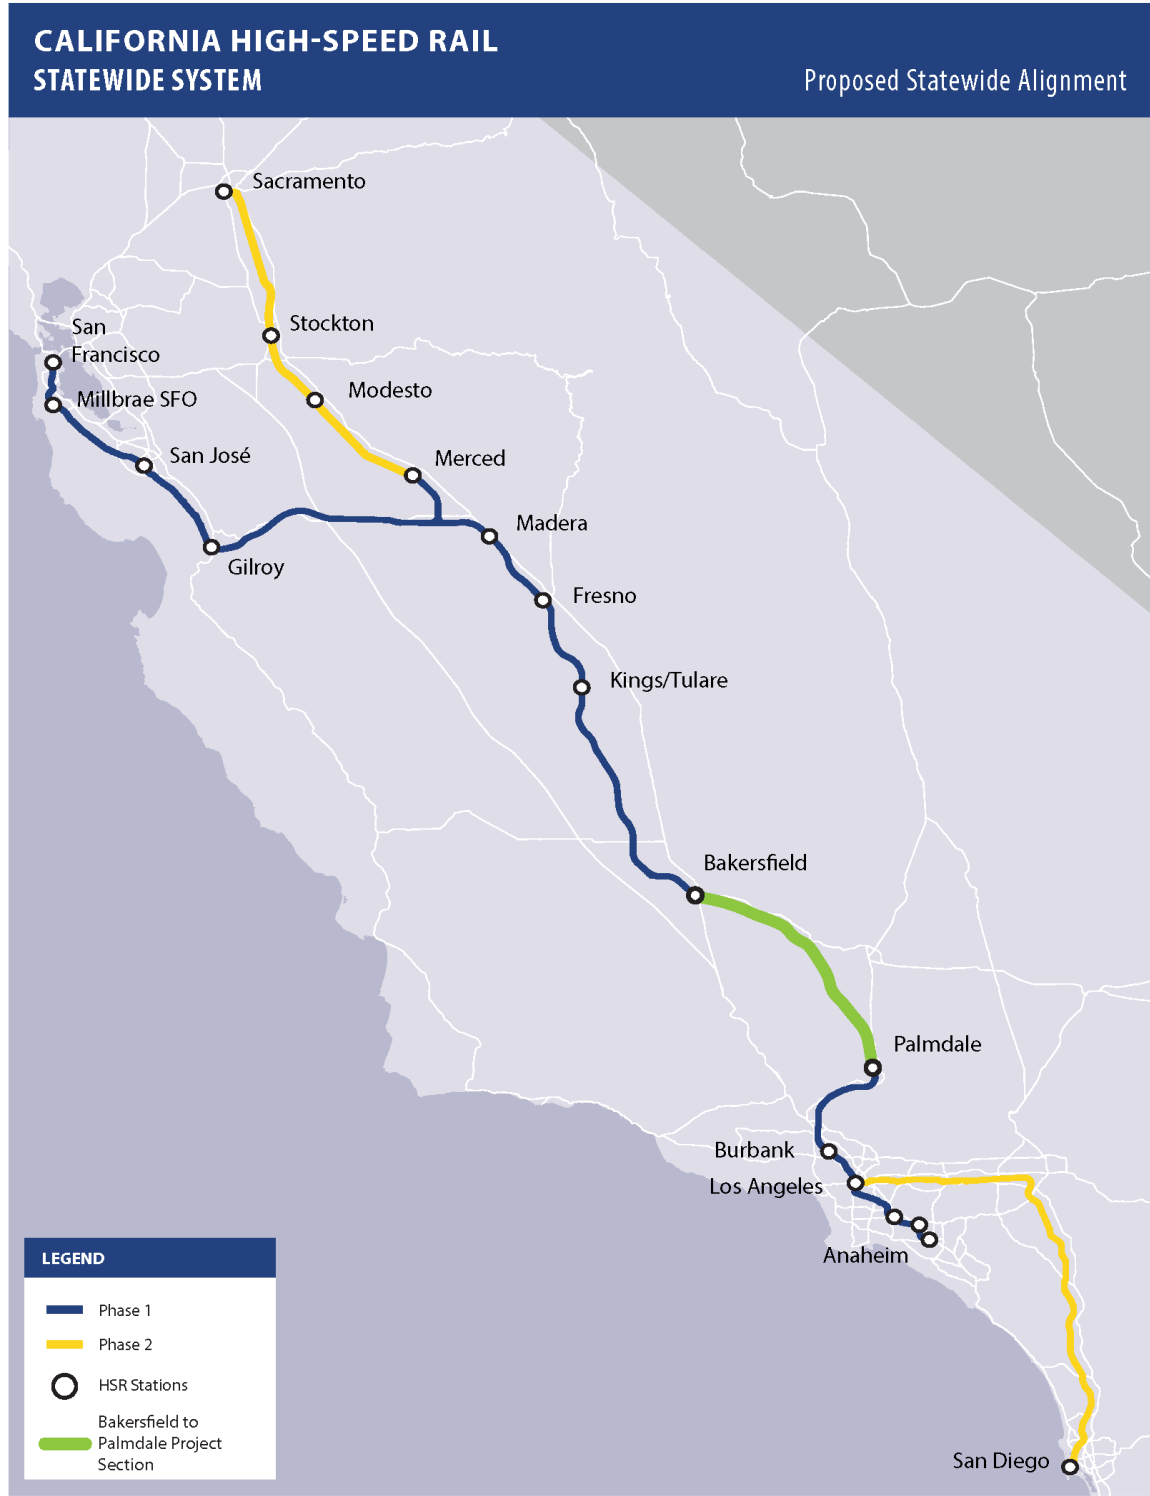 CALIFORNIA HIGH-SPEED RAIL
STATEWIDE SYSTEM
Proposed Statewide Alignment
Sacramento
Stockton
San
Francisco
Modesto
Millbrae SFO
San José
Merced
Madera
Gilroy
Fresno
Kings/Tulare
Bakersfield
Palmdale
Burbank
Los Angeles
Anaheim
San Diego
LEGEND
Phase 1
Phase 2
HSR Stations
Bakersfield to
Palmdale Project
Section